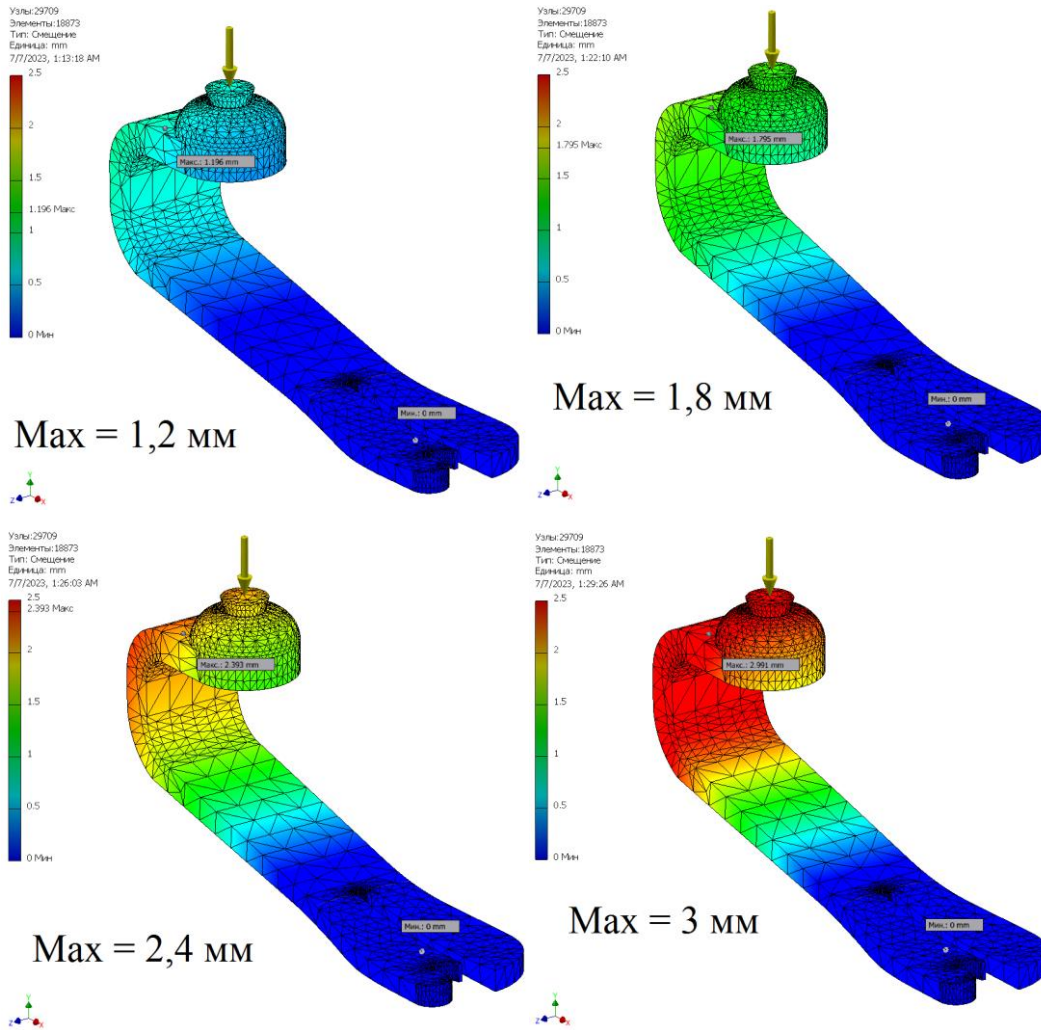 Узлы:29709
Элементы:18873
Тип: Смещение
Единица: mm
7/7/2023, 1:13:18 AM
2.5
2
1.5
1.196 Макс
1
0.5
0 Мин
Макс.: 1.196 mm
Мин.: 0 mm
Max = 1,2 мм
Y
Z
X
Узлы:29709
Элементы:18873
Тип: Смещение
Единица: mm
7/7/2023, 1:22:10 AM
2.5
2
1.795 Макс
1.5
1
0.5
0 Мин
Макс.: 1.795 mm
Мин.: 0 mm
Max = 1,8 мм
Y
Z
X
Узлы:29709
Элементы:18873
Тип: Смещение
Единица: mm
7/7/2023, 1:26:03 AM
2.5
2.393 Макс
2
1.5
1
0.5
0 Мин
Макс.: 2.393 mm
Мин.: 0 mm
Max = 2,4 мм
Y
Z
X
Узлы:29709
Элементы:18873
Тип: Смещение
Единица: mm
7/7/2023, 1:29:26 AM
2.5
2
1.5
1
0.5
0 Мин
Макс.: 2.991 mm
Мин.: 0 mm
Max = 3 мм
Y
Z
X